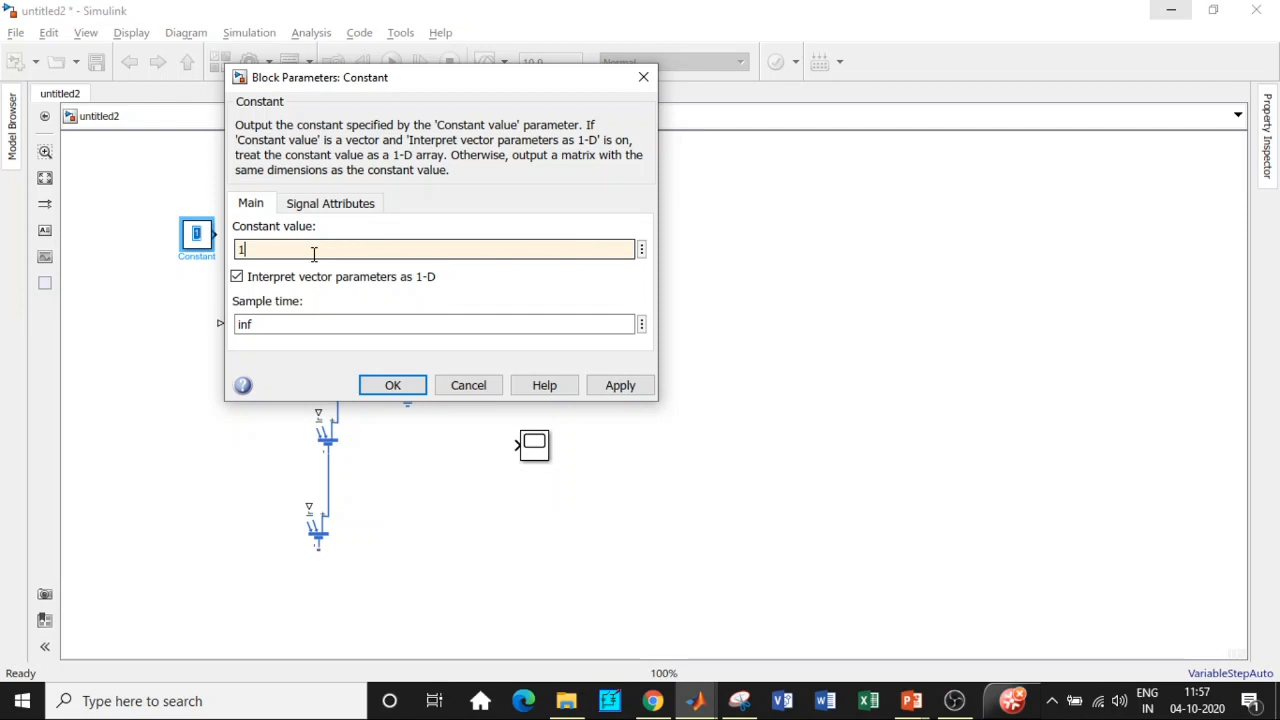 untitled2 * - Simulink
File Edit View Display Diagram Simulation Analysis Code Tools Help
10.0 Normal
untitled2
untitled2
Model Browser
Property Inspector
Block Parameters: Constant
Constant
Output the constant specified by the 'Constant value' parameter. If
'Constant value' is a vector and 'Interpret vector parameters as 1-D' is on,
treat the constant value as a 1-D array. Otherwise, output a matrix with the
same dimensions as the constant value.
Main Signal Attributes
Constant value:
1
Interpret vector parameters as 1-D
Sample time:
inf
OK Cancel Help Apply
1
Constant
Ready 100% VariableStepAuto
Type here to search
ENG 11:57
IN 04-10-2020